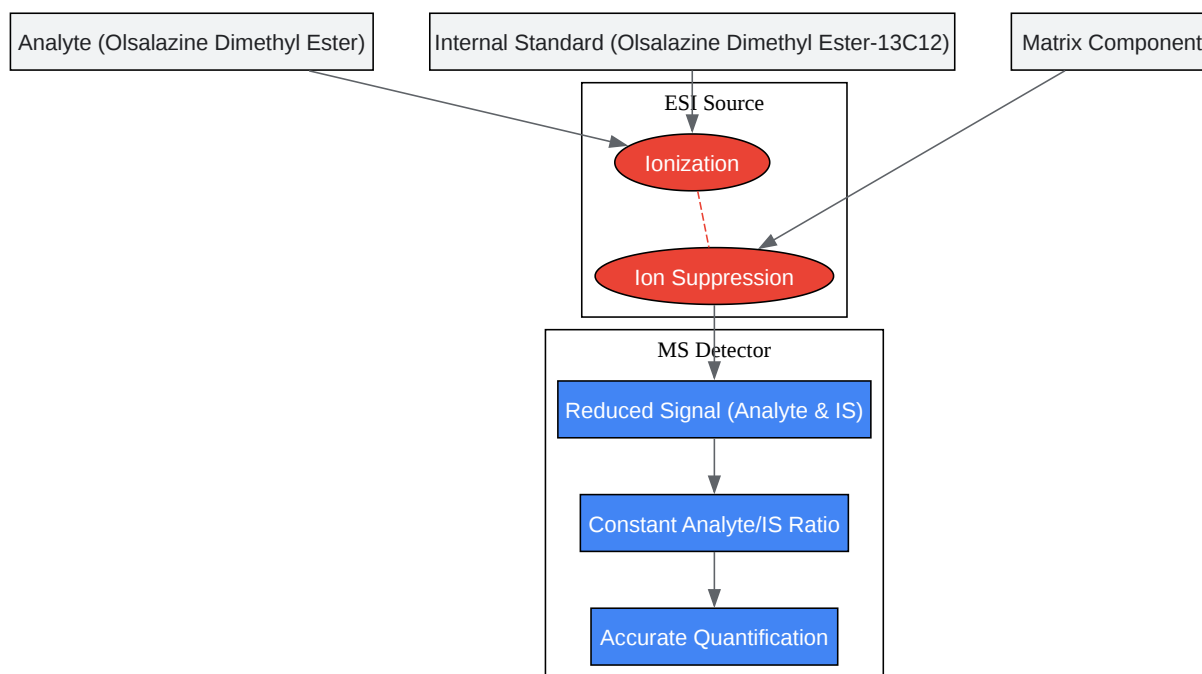 Analyte (Olsalazine Dimethyl Ester)
Internal Standard (Olsalazine Dimethyl Ester-13C12)
Matrix Component
ESI Source
Ionization
Ion Suppression
MS Detector
Reduced Signal (Analyte & IS)
Constant Analyte/IS Ratio
Accurate Quantification